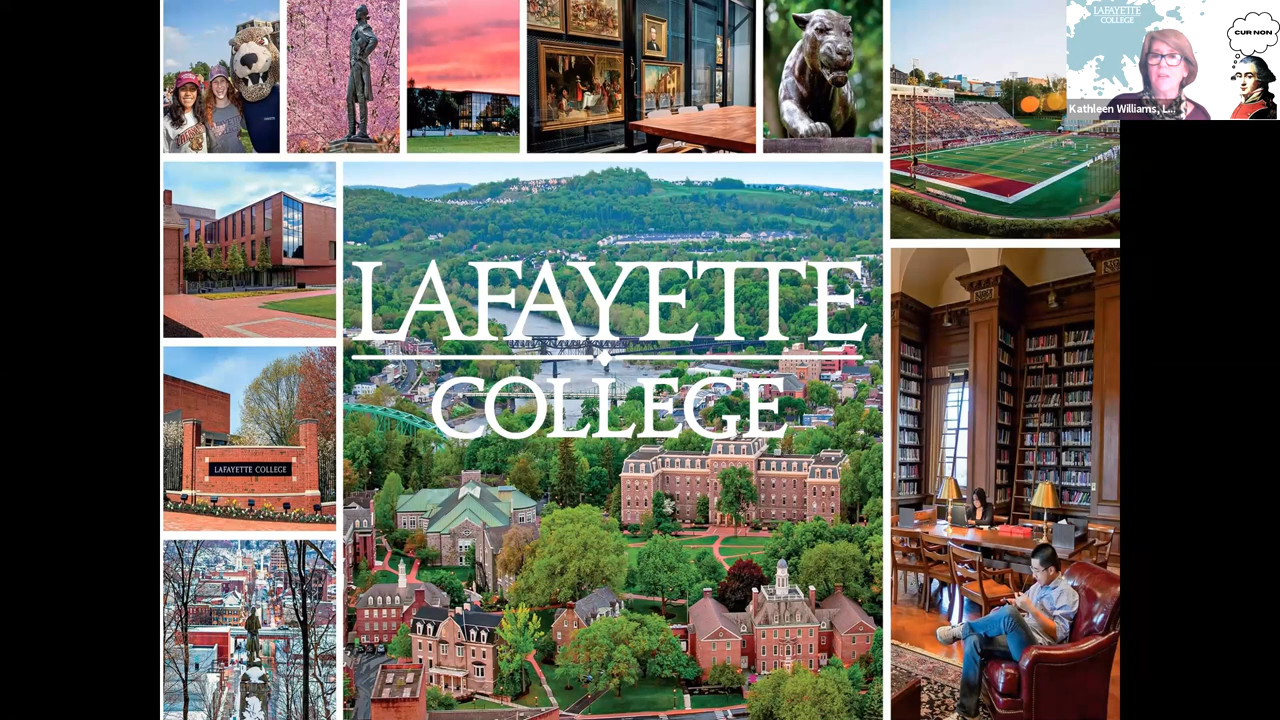 LAFAYETTE
COLLEGE
CUR NON
Kathleen Williams, L...
LAFAYETTE
COLLEGE
LAFAYETTE COLLEGE